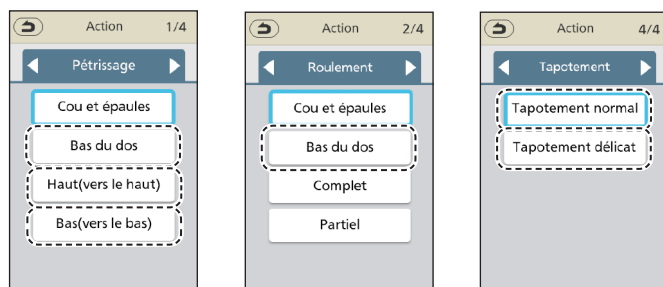 Action 1/4
Pétrissage
Cou et épaules
Bas du dos
Haut(vers le haut)
Bas(vers le bas)
Action 2/4
Roulement
Cou et épaules
Bas du dos
Complet
Partiel
Action 4/4
Tapotement
Tapotement normal
Tapotement délicat